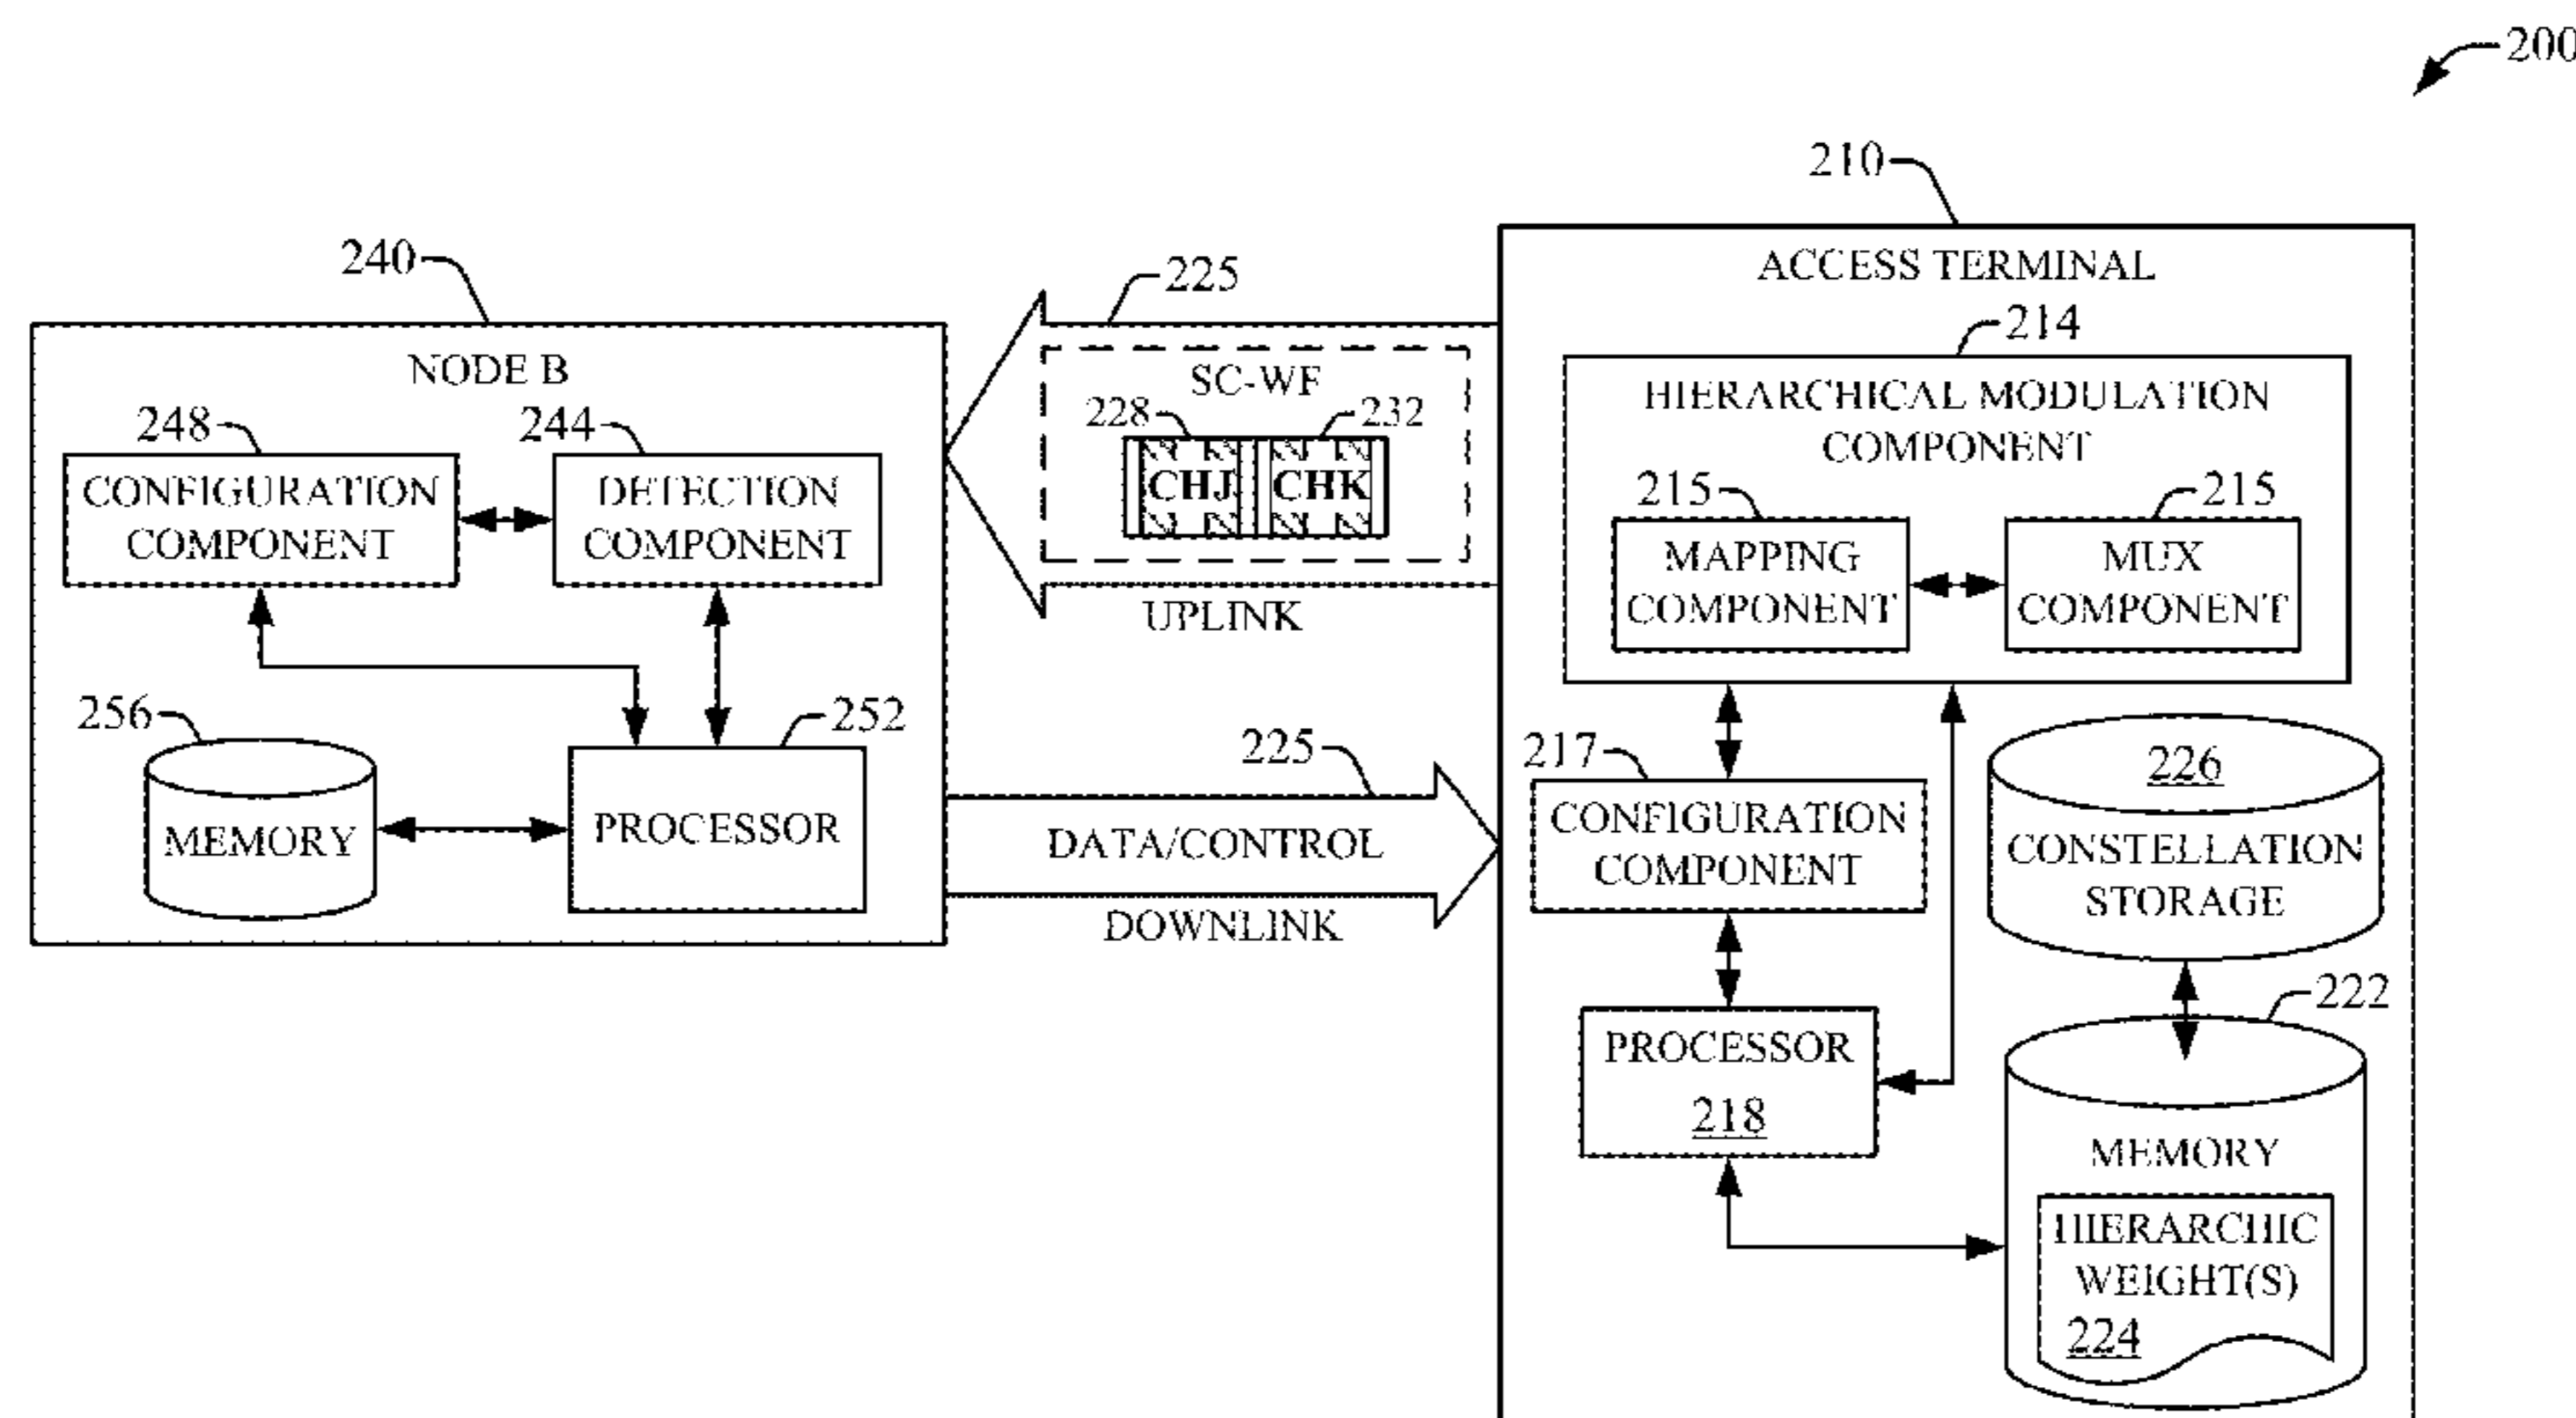 200
210
ACCESS TERMINAL
214
HIERARCHICAL MODULATION
COMPONENT
215
215
MAPPING
COMPONENT
MUX
COMPONENT
240
NODE B
248
244
CONFIGURATION
COMPONENT
DETECTION
COMPONENT
225
SC-WF
228
232
CHJ
CHK
UPLINK
256
252
MEMORY
PROCESSOR
225
DATA/CONTROL
DOWNLINK
217
CONFIGURATION
COMPONENT
226
CONSTELLATION
STORAGE
PROCESSOR
218
222
MEMORY
HIERARCHIC
WEIGHT(S)
224